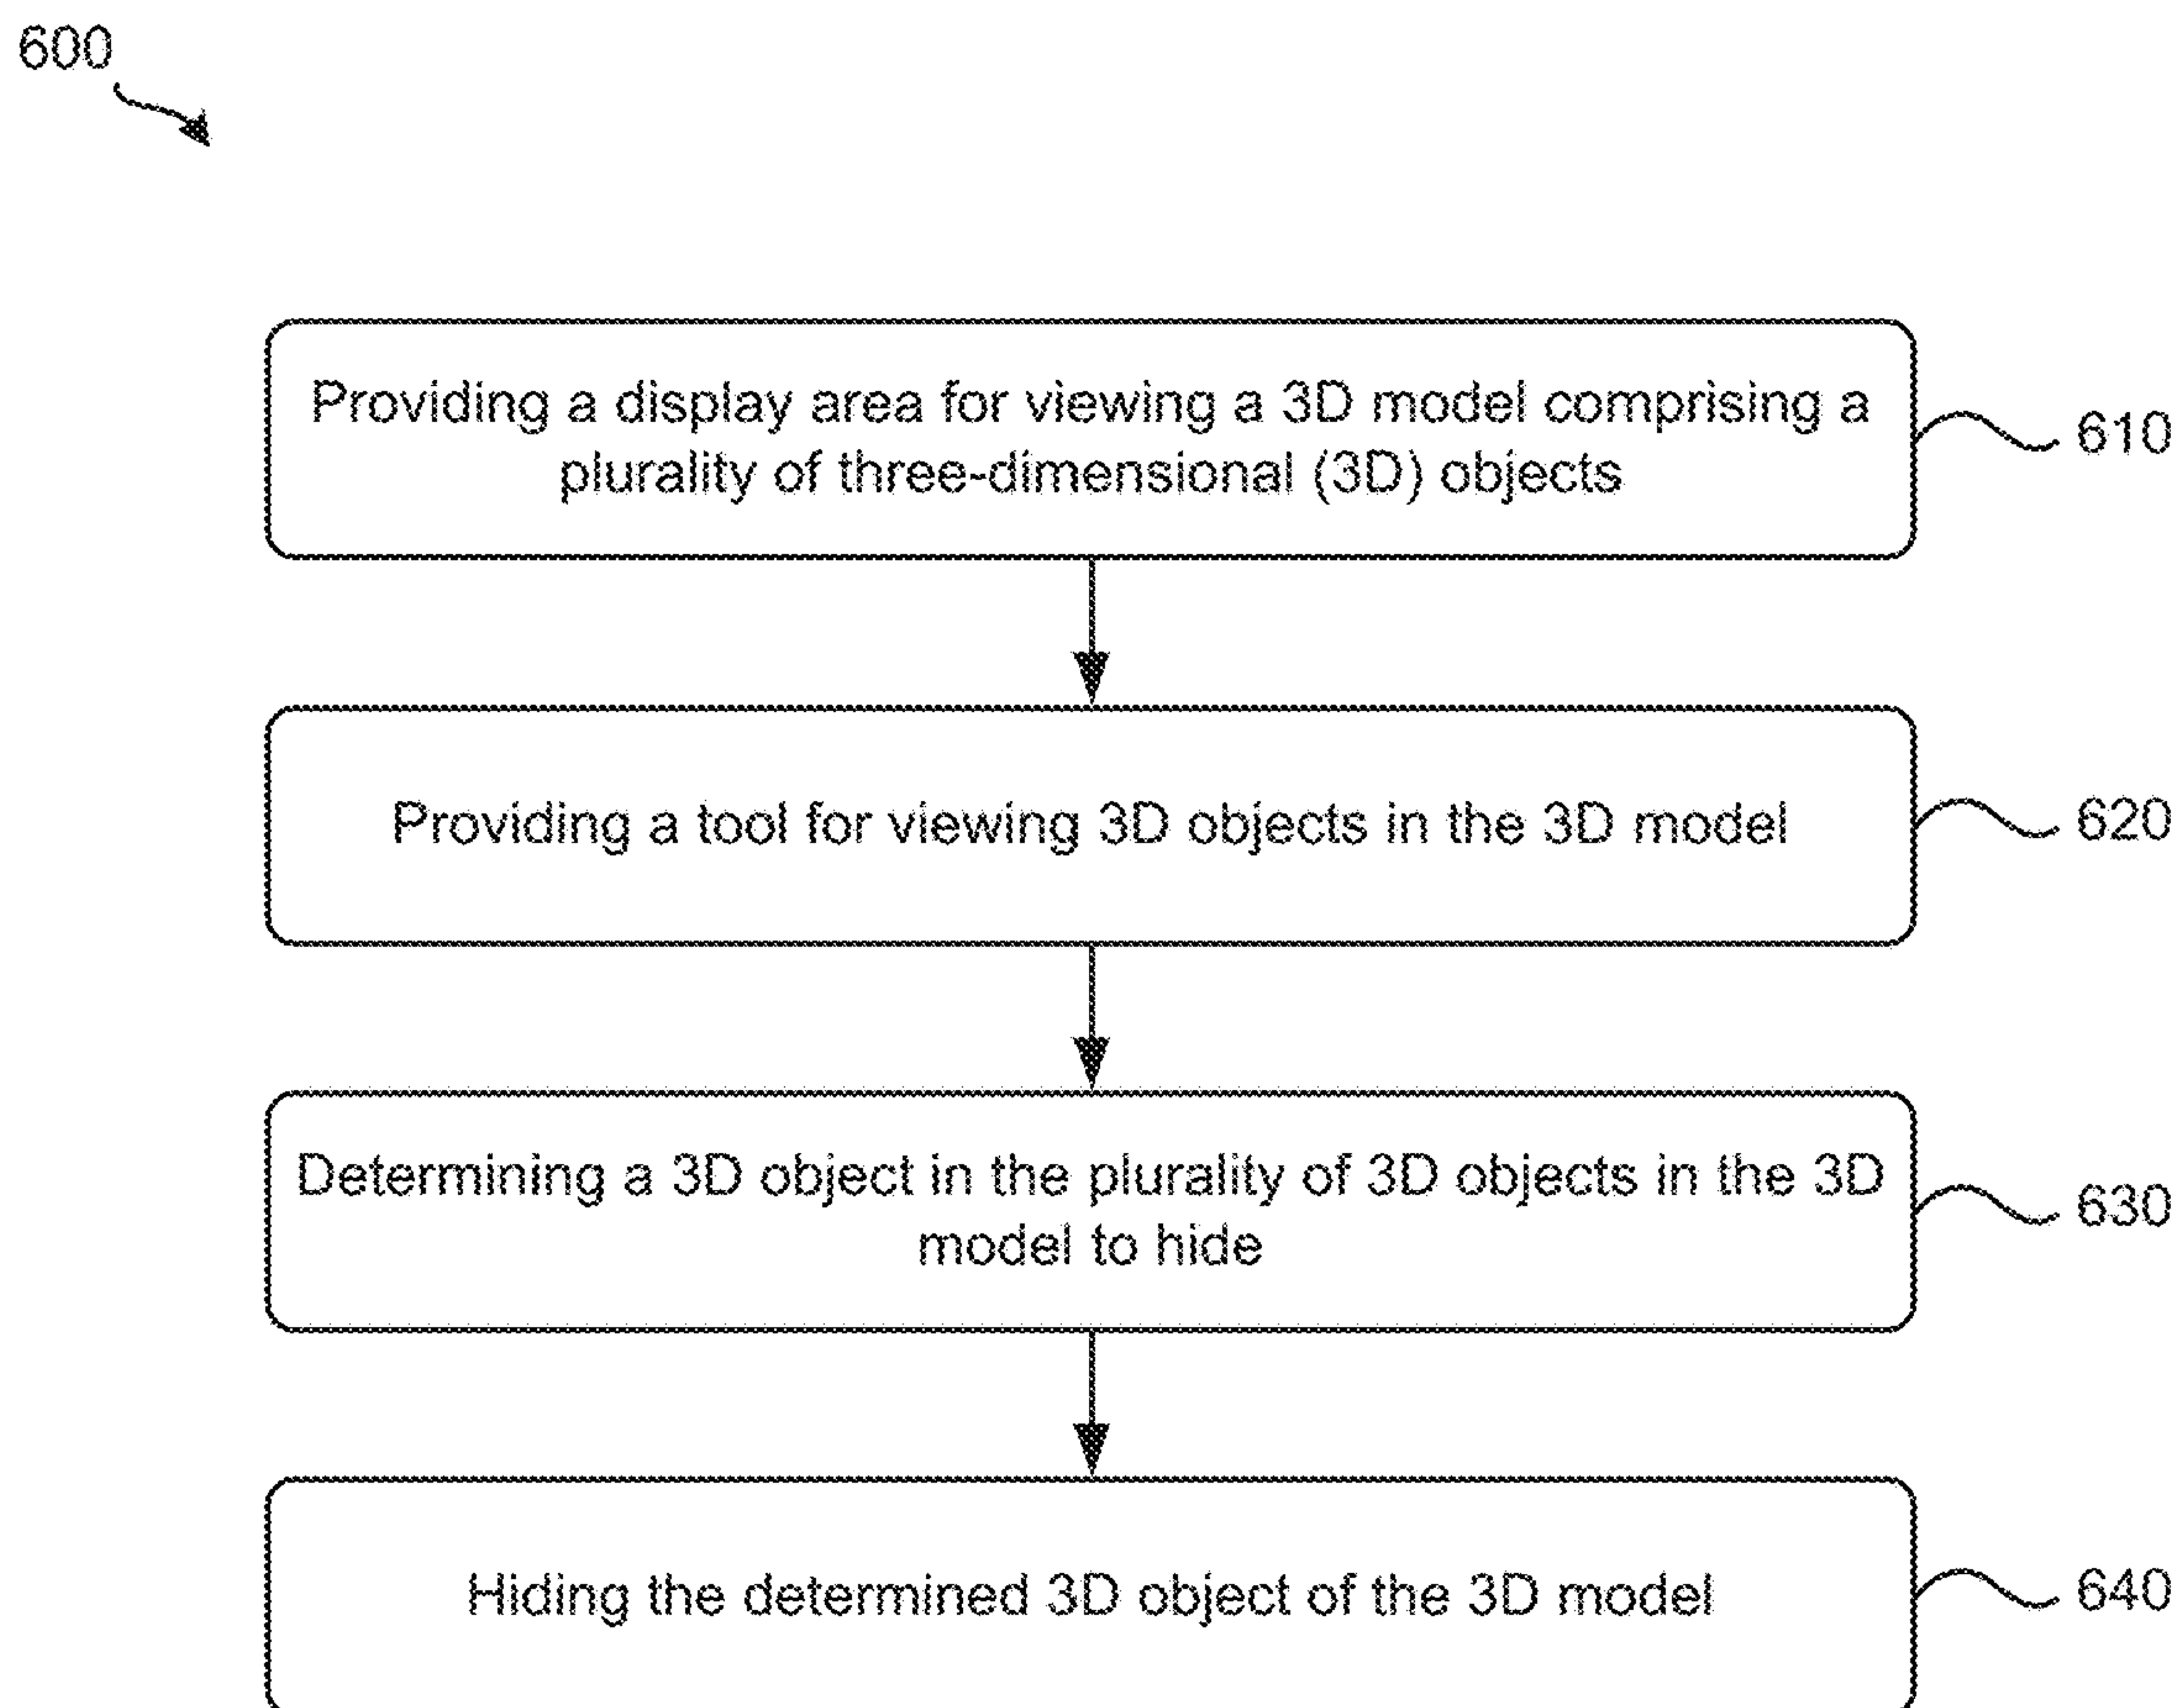 600
Providing a display area for viewing a 3D model comprising a
plurality of three-dimensional (3D) objects
610
Providing a tool for viewing 3D objects in the 3D model
620
Determining a 3D object in the plurality of 3D objects in the 3D
model to hide
630
Hiding the determined 3D object of the 3D model
640